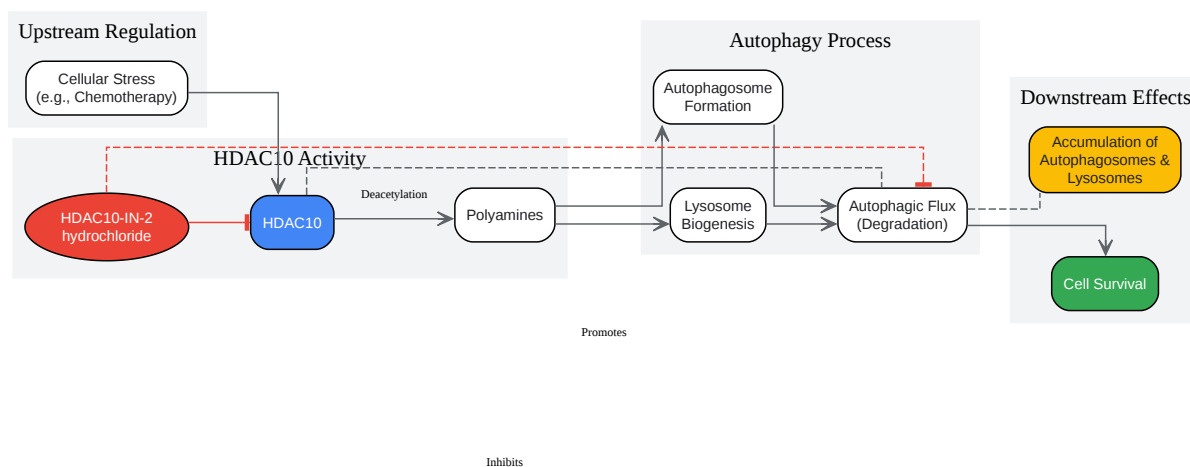 Upstream Regulation
Cellular Stress
(e.g., Chemotherapy)
HDAC10 Activity
HDAC10-IN-2
hydrochloride
HDAC10
Deacetylation
Polyamines
Autophagy Process
Autophagosome
Formation
Lysosome
Biogenesis
Autophagic Flux
(Degradation)
Downstream Effects
Accumulation of
Autophagosomes &
Lysosomes
Cell Survival
Promotes
Inhibits